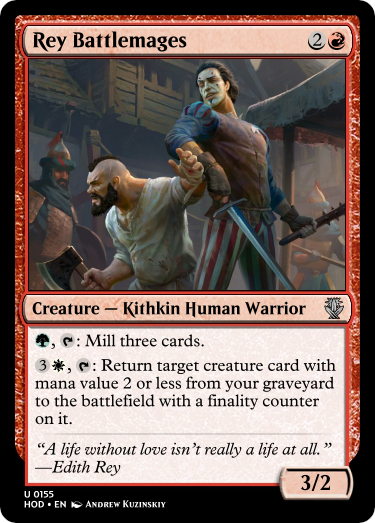 Rey Battlemages 2
Creature — Kithkin Human Warrior
, : Mill three cards.
3 , : Return target creature card with
mana value 2 or less from your graveyard
to the battlefield with a finality counter
on it.
“A life without love isn’t really a life at all.”
—Edith Rey
3/2
U 0155
HOD • EN Andrew Kuzinskiy